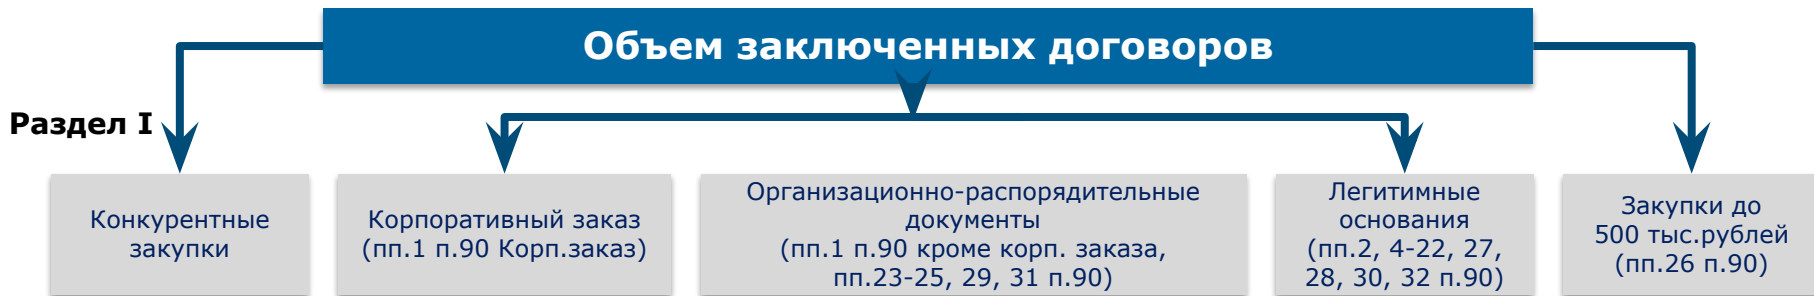 Объем заключенных договоров
Раздел I
Конкурентные
закупки
Корпоративный заказ
(пп.1 п.90 Корп.заказ)
Организационно-распорядительные
документы
(пп.1 п.90 кроме корп. заказа,
пп.23-25, 29, 31 п.90)
Легитимные
основания
(пп.2, 4-22, 27,
28, 30, 32 п.90)
Закупки до
500 тыс.рублей
(пп.26 п.90)